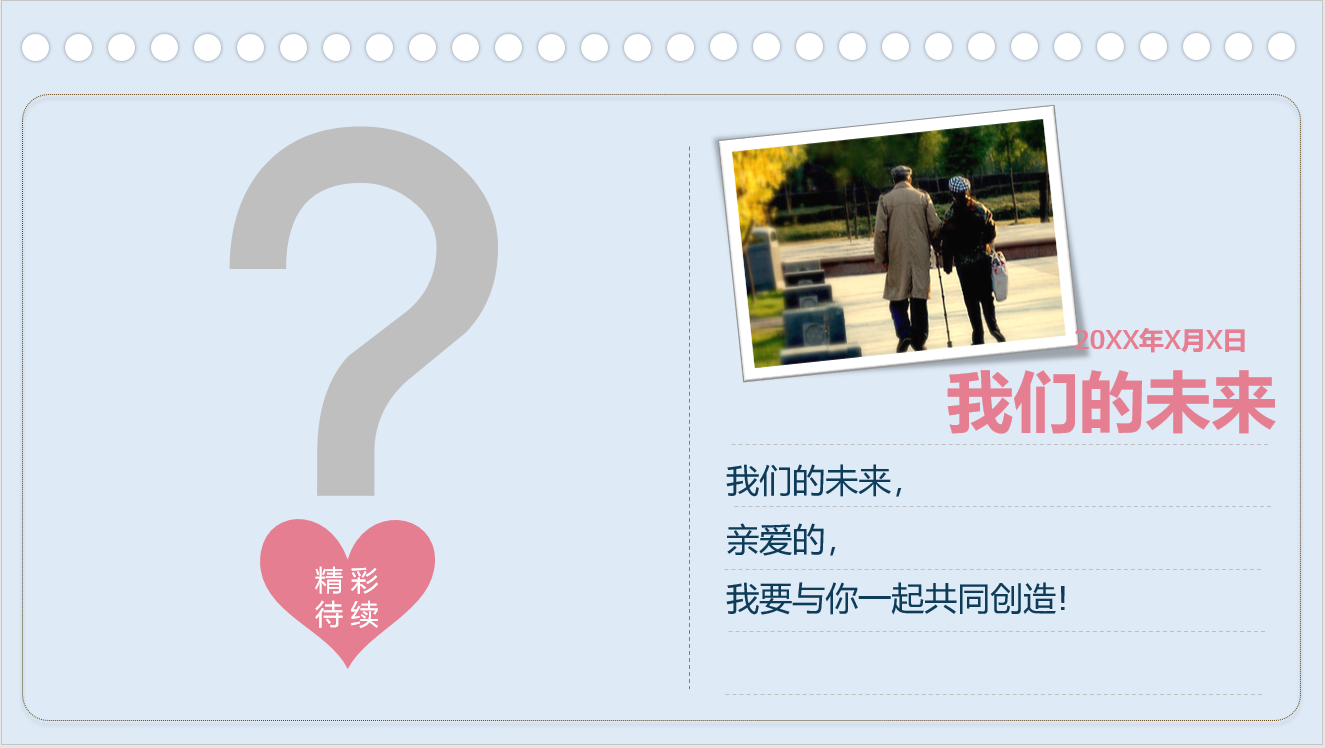 ?
精 彩
待 续
20XX年X月X日
我们的未来
我们的未来，
亲爱的，
我要与你一起共同创造!